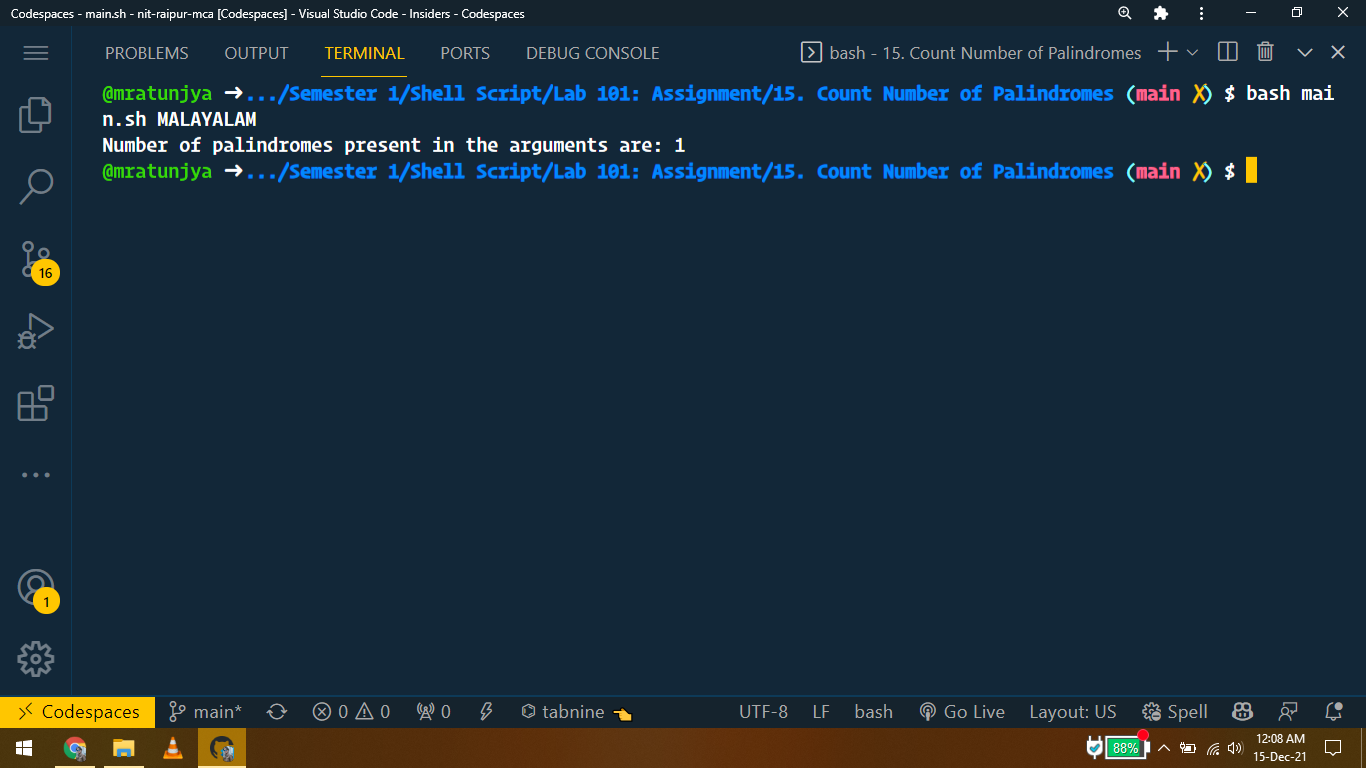 Codespaces - main.sh - nit-raipur-mca [Codespaces] - Visual Studio Code - Insiders - Codespaces
PROBLEMS OUTPUT TERMINAL PORTS DEBUG CONSOLE bash - 15. Count Number of Palindromes
@mratunjya ➜ .../Semester 1/Shell Script/Lab 101: Assignment/15. Count Number of Palindromes (main ✗) $ bash mai
n.sh MALAYALAM
Number of palindromes present in the arguments are: 1
@mratunjya ➜ .../Semester 1/Shell Script/Lab 101: Assignment/15. Count Number of Palindromes (main ✗) $
16
1
Codespaces main* 0 0 0 tabnine UTF-8 LF bash Go Live Layout: US Spell
88% 12:08 AM
15-Dec-21